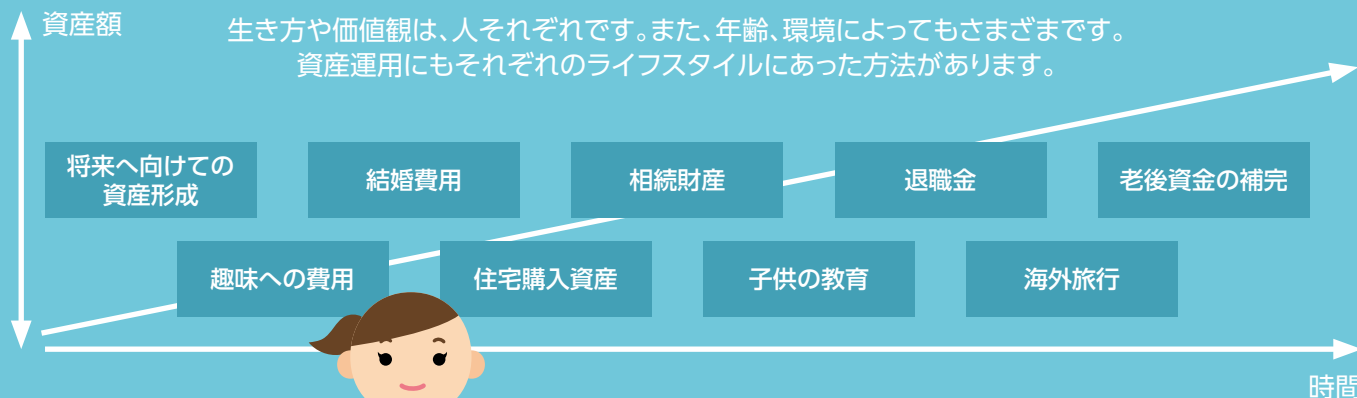 資産額
生き方や価値観は、人それぞれです。また、年齢、環境によってもさまざまです。
資産運用にもそれぞれのライフスタイルにあった方法があります。
将来へ向けての
資産形成
結婚費用
相続財産
退職金
老後資金の補完
趣味への費用
住宅購入資産
子供の教育
海外旅行
時間